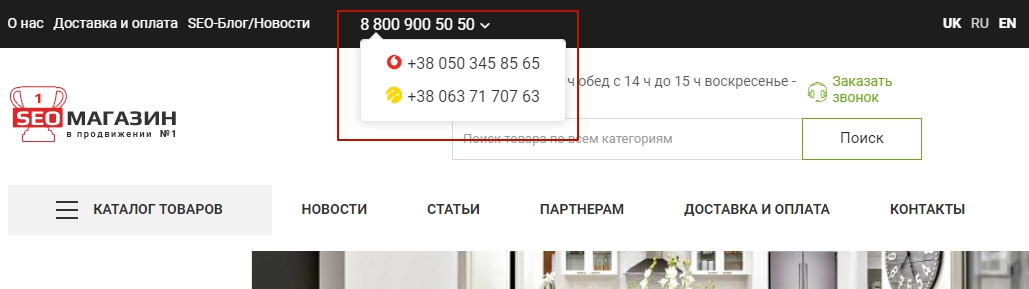 О нас Доставка и оплата SEO-Блог/Новости 8 800 900 50 50 UK RU EN
+38 050 345 85 65
+38 063 71 707 63
ч обед с 14 ч до 15 ч воскресенье -
Заказать
звонок
1
SEO МАГАЗИН
в продвижении №1
Поиск товара по всем категориям Поиск
КАТАЛОГ ТОВАРОВ НОВОСТИ СТАТЬИ ПАРТНЕРАМ ДОСТАВКА И ОПЛАТА КОНТАКТЫ